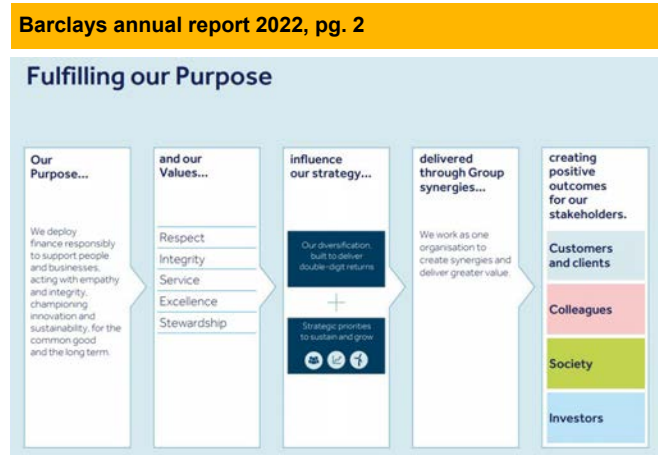 Barclays annual report 2022, pg. 2
Fulfilling our Purpose
Our
Purpose...
We deploy
finance responsibly
to support people
and businesses,
acting with empathy
and integrity,
championing
innovation and
sustainability, for the
common good
and the long term.
and our
Values...
Respect
Integrity
Service
Excellence
Stewardship
influence
our strategy...
Our diversification,
built to deliver
double-digit returns
+
Strategic priorities
to sustain and grow
delivered
through Group
synergies...
We work as one
organisation to
create synergies and
deliver greater value.
creating
positive
outcomes
for our
stakeholders.
Customers
and clients
Colleagues
Society
Investors